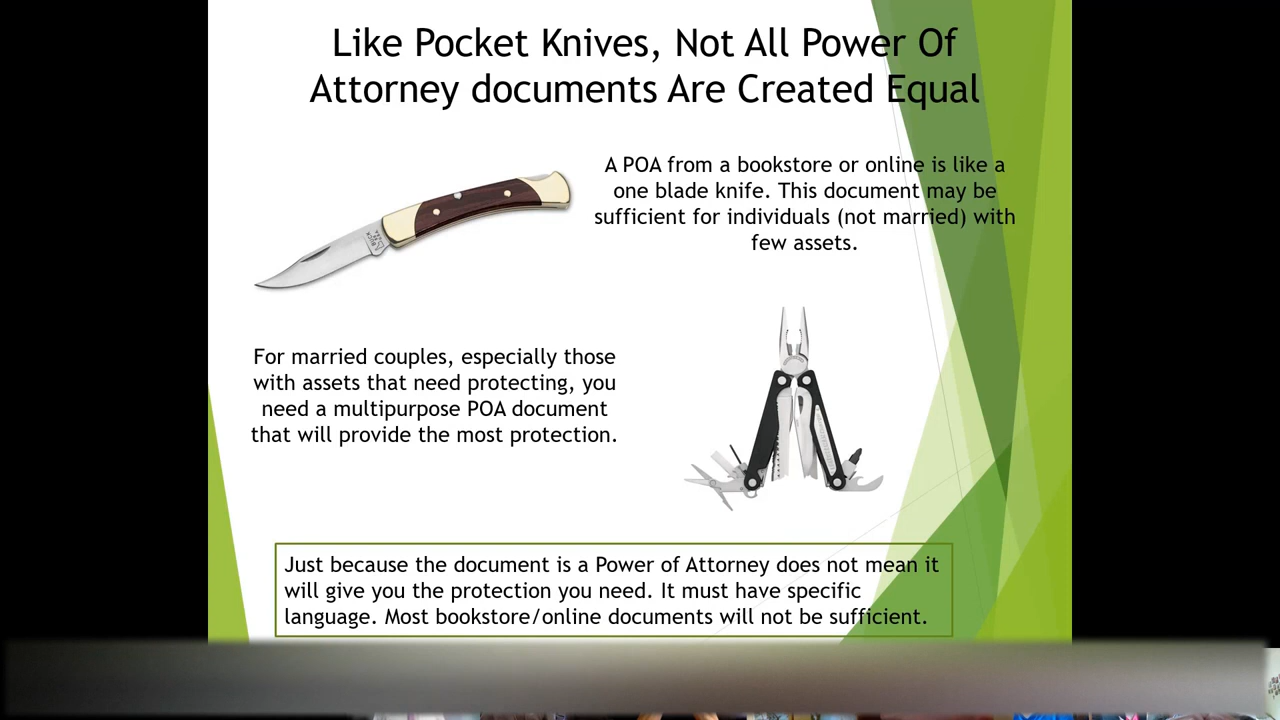 Like Pocket Knives, Not All Power Of
Attorney documents Are Created Equal
A POA from a bookstore or online is like a
one blade knife. This document may be
sufficient for individuals (not married) with
few assets.
For married couples, especially those
with assets that need protecting, you
need a multipurpose POA document
that will provide the most protection.
Just because the document is a Power of Attorney does not mean it
will give you the protection you need. It must have specific
language. Most bookstore/online documents will not be sufficient.